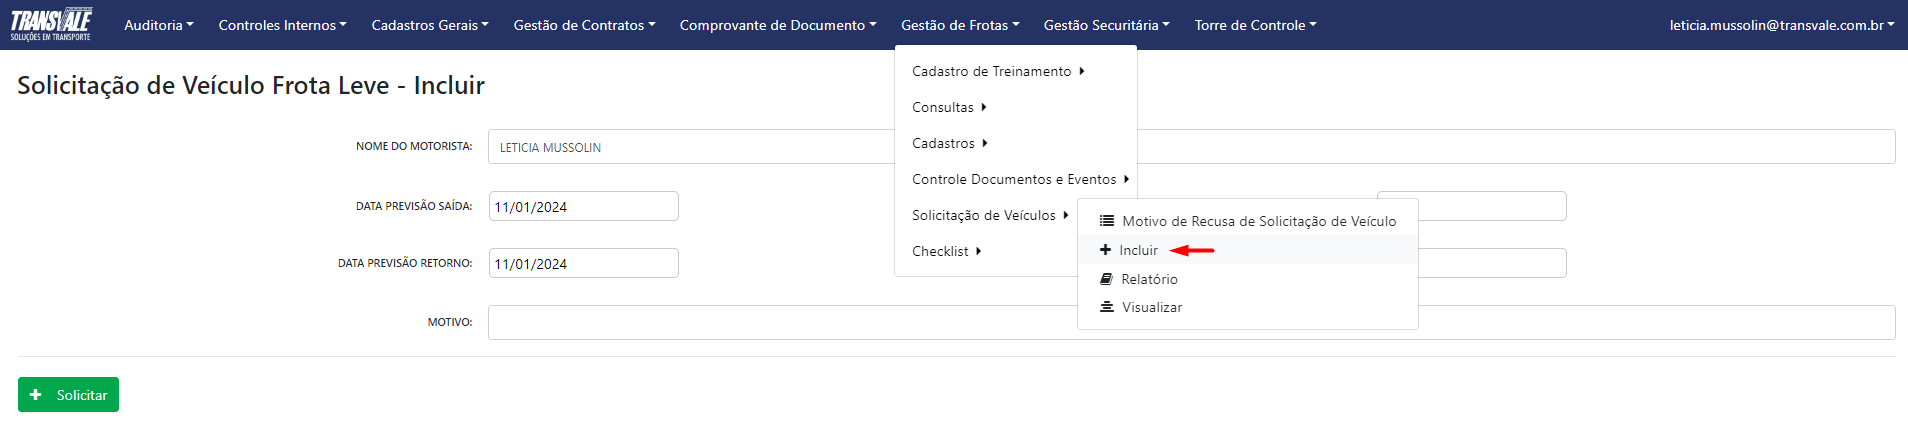 TRANSVALE
SOLUÇÕES EM TRANSPORTE
Auditoria
Controles Internos
Cadastros Gerais
Gestão de Contratos
Comprovante de Documento
Gestão de Frotas
Gestão Securitária
Torre de Controle
leticia.mussolin@transvale.com.br
Solicitação de Veículo Frota Leve - Incluir
Cadastro de Treinamento
Consultas
Cadastros
Controle Documentos e Eventos
Solicitação de Veículos
Checklist
Motivo de Recusa de Solicitação de Veículo
Incluir
Relatório
Visualizar
NOME DO MOTORISTA:
LETICIA MUSSOLIN
DATA PREVISÃO SAÍDA:
11/01/2024
DATA PREVISÃO RETORNO:
11/01/2024
MOTIVO:
Solicitar